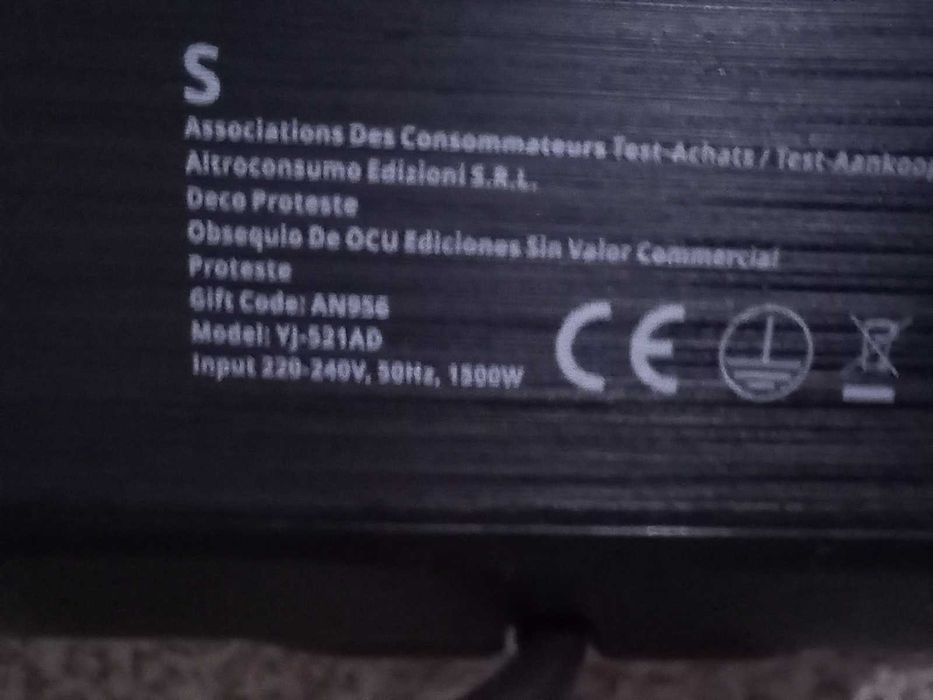 S
Associations Des Consommateurs Test-Achats / Test-Aankoop
Altroconsumo Edizioni S.R.L.
Deco Proteste
Obsequio De OCU Ediciones Sin Valor Commercial
Proteste
Gift Code: AN956
Model: YJ-521AD
Input 220-240V, 50Hz, 1500W
CE